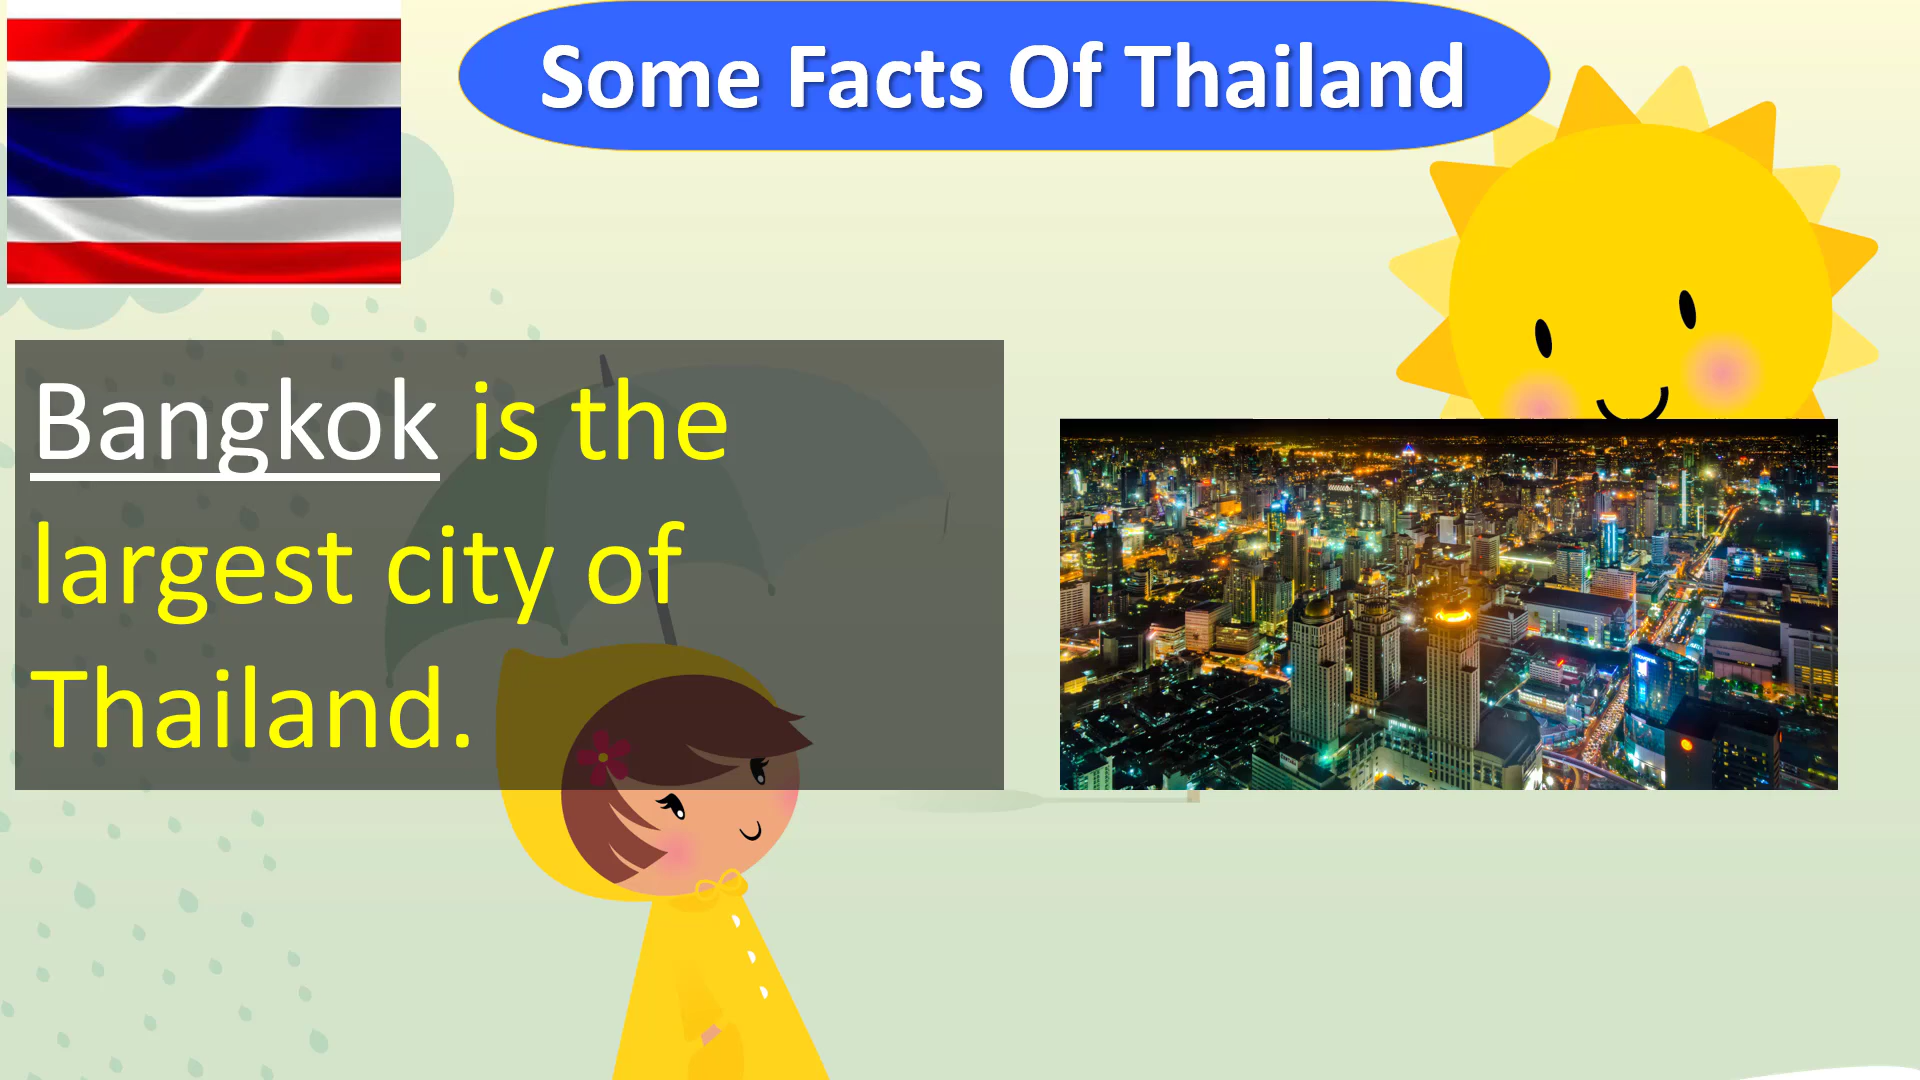 Some Facts Of Thailand
Bangkok is the
largest city of
Thailand.